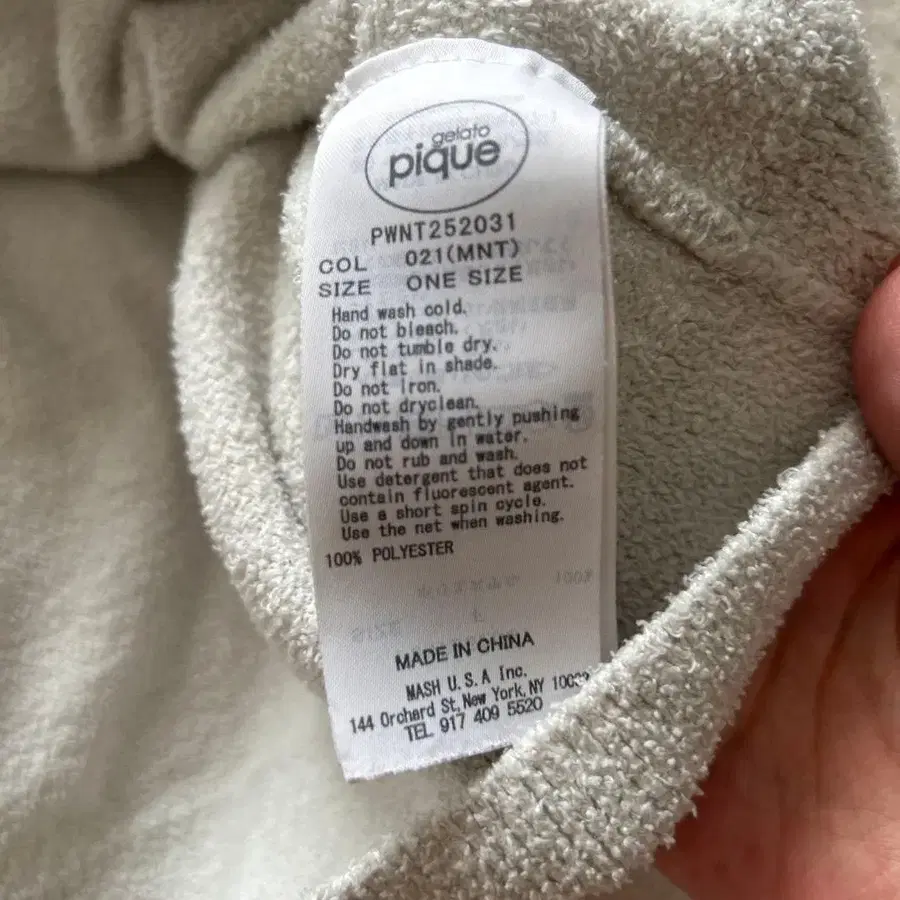 gelato
pique
PWNT252031
COL 021(MNT)
SIZE ONE SIZE
Hand wash cold.
Do not bleach.
Do not tumble dry.
Dry flat in shade.
Do not iron.
Do not dryclean.
Handwash by gently pushing
up and down in water.
Do not rub and wash.
Use detergent that does not
contain fluorescent agent.
Use a short spin cycle.
Use the net when washing.
100% POLYESTER
MADE IN CHINA
MASH U.S.A Inc.
144 Orchard St, New York, NY
TEL 917 409 5520